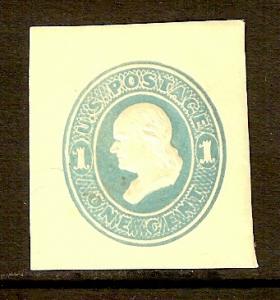 U.S. POSTAGE
1 1
ONE CENT